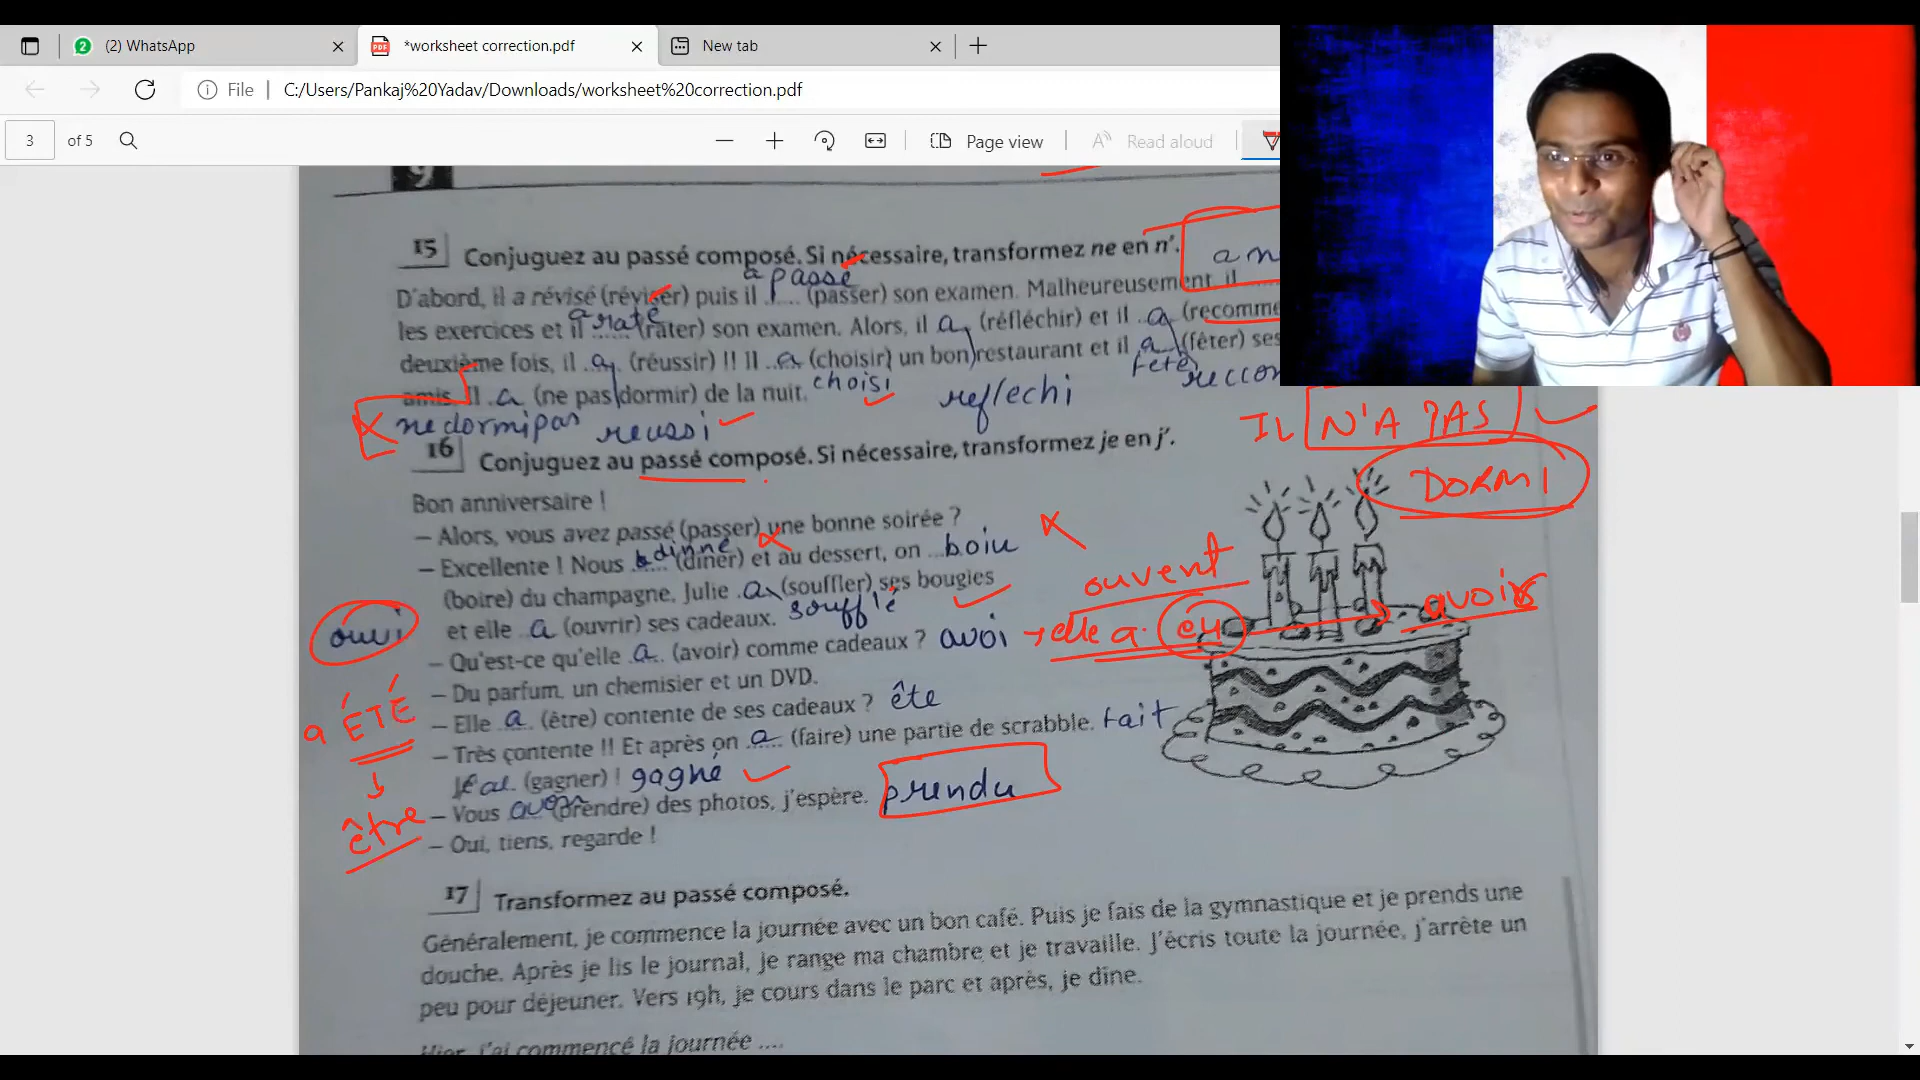 (2) WhatsApp
*worksheet correction.pdf
New tab
File
C:/Users/Pankaj%20Yadav/Downloads/worksheet%20correction.pdf
3 of 5
Page view
Read aloud
9
15 Conjuguez au passé composé. Si nécessaire, transformez ne en n'.
a passé
D'abord, il a révisé (réviser) puis il ..... (passer) son examen. Malheureusement il
a raté
les exercices et il ...... (rater) son examen. Alors, il a (réfléchir) et il a (recomme
deuxième fois, il a (réussir) !! Il a (choisir) un bon restaurant et il a (fêter) ses
amis. Il a (ne pas dormir) de la nuit. choisi
ne dormi pas reussi reflechi
IL N'A PAS
DORMI
16 Conjuguez au passé composé. Si nécessaire, transformez je en j'.
Bon anniversaire !
– Alors, vous avez passé (passer) une bonne soirée ?
– Excellente ! Nous dinne (dîner) et au dessert, on ... boiu
(boire) du champagne. Julie a (souffler) ses bougies
soufflé
et elle a (ouvrir) ses cadeaux.
ouvi
ouvent
– Qu'est-ce qu'elle a (avoir) comme cadeaux ? avoi
elle a eu
avoir
– Du parfum, un chemisier et un DVD.
– Elle a (être) contente de ses cadeaux ? ête
a ÉTÉ
être
– Très contente !! Et après on a (faire) une partie de scrabble. fait
ai (gagner) ! gagné
– Vous avez (prendre) des photos, j'espère. prendu
– Oui, tiens, regarde !
17 Transformez au passé composé.
Généralement, je commence la journée avec un bon café. Puis je fais de la gymnastique et je prends une
douche. Après je lis le journal, je range ma chambre et je travaille. J'écris toute la journée, j'arrête un
peu pour déjeuner. Vers 19h, je cours dans le parc et après, je dîne.
Hier, j'ai commencé la journée ....